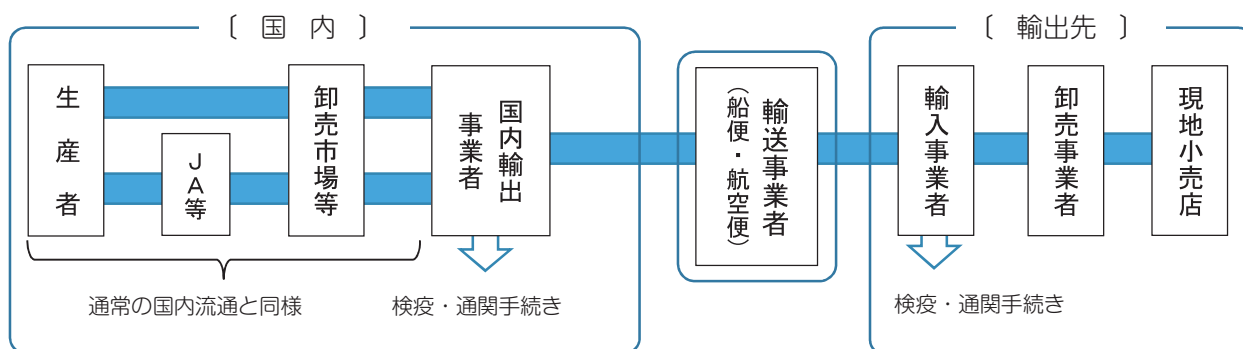 〔 国 内 〕
〔 輸出先 〕
生産者
JA等
卸売市場等
国内輸出
事業者
輸送事業者
（船便・航空便）
輸入事業者
卸売事業者
現地小売店
通常の国内流通と同様
検疫・通関手続き
検疫・通関手続き